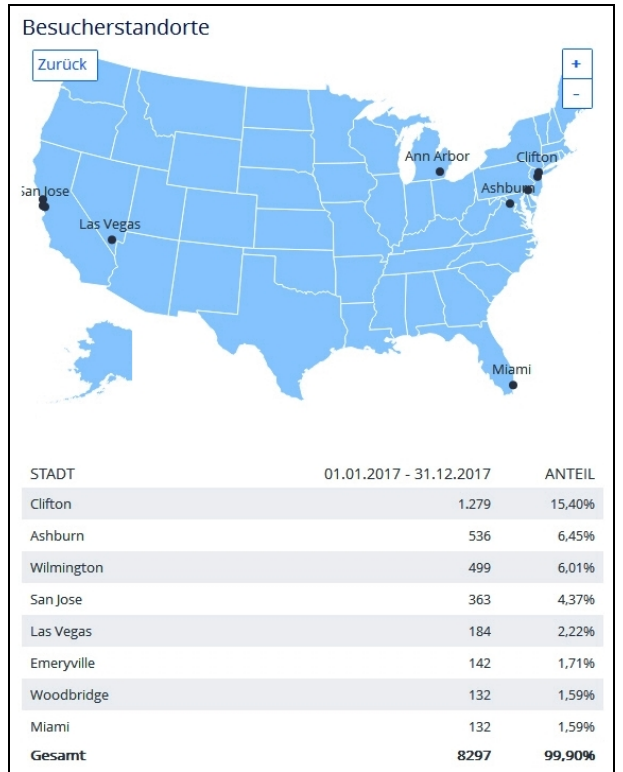 Besucherstandorte
Zurück
+
-
Ann Arbor
Clifton
San Jose
Ashburn
Las Vegas
Miami
STADT 01.01.2017 - 31.12.2017 ANTEIL
Clifton 1.279 15,40%
Ashburn 536 6,45%
Wilmington 499 6,01%
San Jose 363 4,37%
Las Vegas 184 2,22%
Emeryville 142 1,71%
Woodbridge 132 1,59%
Miami 132 1,59%
Gesamt 8297 99,90%